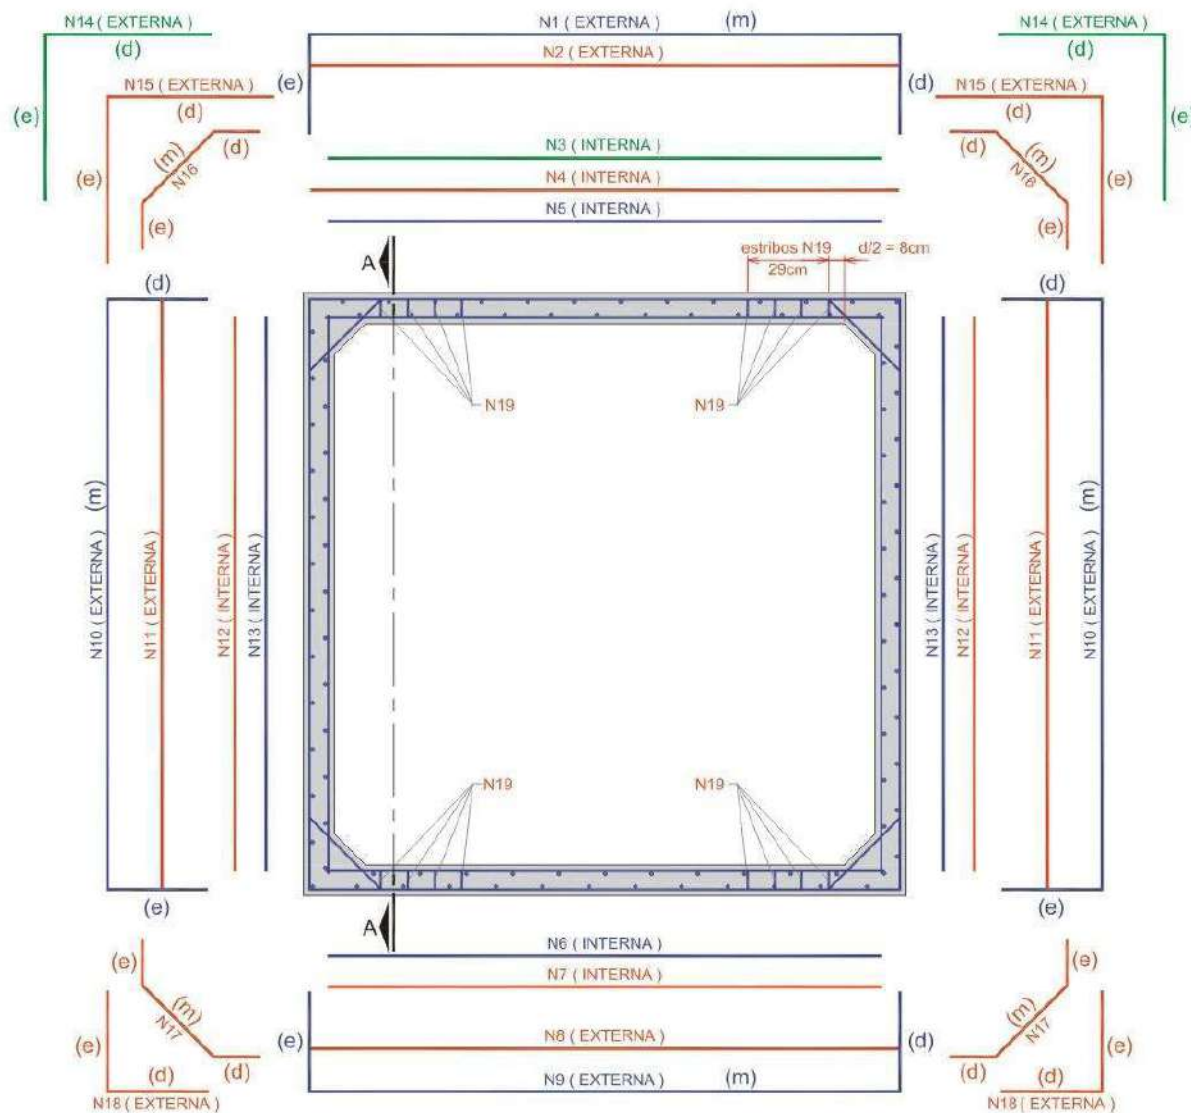 N14 ( EXTERNA )
(d)
(e)
N1 ( EXTERNA )
(m)
N2 ( EXTERNA )
(e)
(d)
N14 ( EXTERNA )
(d)
(e)
N15 ( EXTERNA )
(d)
(e)
(m)
N16
(d)
(e)
N15 ( EXTERNA )
(d)
(e)
(d)
(m)
N16
(e)
N3 ( INTERNA )
N4 ( INTERNA )
N5 ( INTERNA )
A
estribos N19
29cm
d/2 = 8cm
(d)
(d)
N19
N19
N10 ( EXTERNA )
(m)
N11 ( EXTERNA )
N12 ( INTERNA )
N13 ( INTERNA )
N13 ( INTERNA )
N12 ( INTERNA )
N11 ( EXTERNA )
N10 ( EXTERNA )
(m)
N19
N19
(e)
(e)
A
N6 ( INTERNA )
N7 ( INTERNA )
(e)
(m)
N17
(d)
(e)
(d)
N18 ( EXTERNA )
(e)
N8 ( EXTERNA )
(d)
N9 ( EXTERNA )
(m)
(e)
(m)
N17
(d)
(e)
(d)
N18 ( EXTERNA )